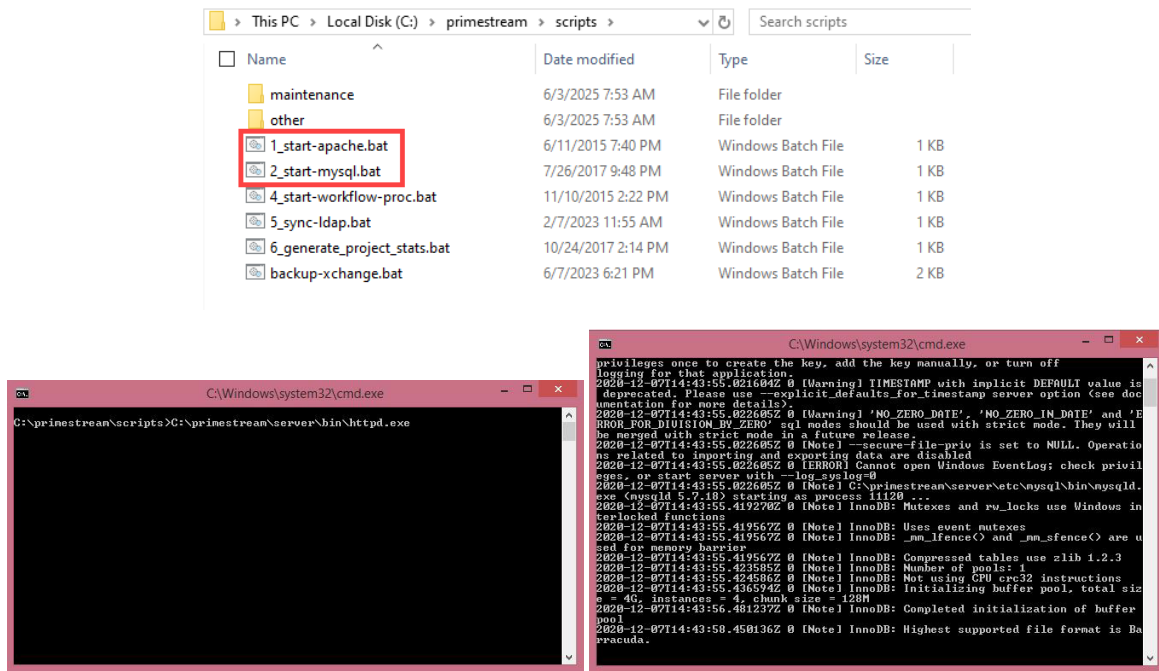 This PC > Local Disk (C:) > primestream > scripts > Search scripts
Name Date modified Type Size
maintenance 6/3/2025 7:53 AM File folder
other 6/3/2025 7:53 AM File folder
1_start-apache.bat 6/11/2015 7:40 PM Windows Batch File 1 KB
2_start-mysql.bat 7/26/2017 9:48 PM Windows Batch File 1 KB
4_start-workflow-proc.bat 11/10/2015 2:22 PM Windows Batch File 1 KB
5_sync-ldap.bat 2/7/2023 11:55 AM Windows Batch File 1 KB
6_generate_project_stats.bat 10/24/2017 2:14 PM Windows Batch File 1 KB
backup-xchange.bat 6/7/2023 6:21 PM Windows Batch File 2 KB
C:\Windows\system32\cmd.exe
C:\primestream\scripts>C:\primestream\server\bin\httpd.exe
C:\Windows\system32\cmd.exe
privileges once to create the key, add the key manually, or turn off
logging for that application.
2020-12-07T14:43:55.021604Z 0 [Warning] TIMESTAMP with implicit DEFAULT value is
deprecated. Please use --explicit_defaults_for_timestamp server option (see doc
umentation for more details).
2020-12-07T14:43:55.022605Z 0 [Warning] 'NO_ZERO_DATE', 'NO_ZERO_IN_DATE' and 'E
RROR_FOR_DIVISION_BY_ZERO' sql modes should be used with strict mode. They will
be merged with strict mode in a future release.
2020-12-07T14:43:55.022605Z 0 [Note] --secure-file-priv is set to NULL. Operatio
ns related to importing and exporting data are disabled
2020-12-07T14:43:55.022605Z 0 [ERROR] Cannot open Windows EventLog; check privil
eges, or start server with --log_syslog=0
2020-12-07T14:43:55.022605Z 0 [Note] C:\primestream\server\etc\mysql\bin\mysqld.
exe (mysqld 5.7.18) starting as process 11120 ...
2020-12-07T14:43:55.419270Z 0 [Note] InnoDB: Mutexes and rw_locks use Windows in
terlocked functions
2020-12-07T14:43:55.419567Z 0 [Note] InnoDB: Uses event mutexes
2020-12-07T14:43:55.419567Z 0 [Note] InnoDB: _mm_lfence() and _mm_sfence() are u
sed for memory barrier
2020-12-07T14:43:55.419567Z 0 [Note] InnoDB: Compressed tables use zlib 1.2.3
2020-12-07T14:43:55.423585Z 0 [Note] InnoDB: Number of pools: 1
2020-12-07T14:43:55.424586Z 0 [Note] InnoDB: Not using CPU crc32 instructions
2020-12-07T14:43:55.436594Z 0 [Note] InnoDB: Initializing buffer pool, total siz
e = 4G, instances = 4, chunk size = 128M
2020-12-07T14:43:56.481237Z 0 [Note] InnoDB: Completed initialization of buffer
pool
2020-12-07T14:43:58.450136Z 0 [Note] InnoDB: Highest supported file format is Ba
rracuda.